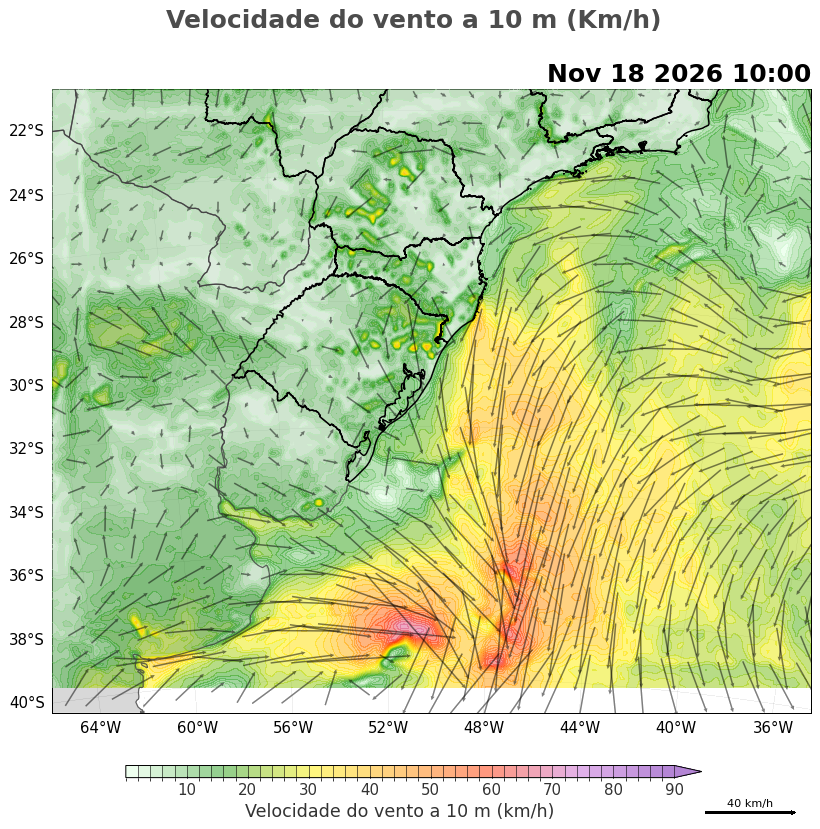 Velocidade do vento a 10 m (Km/h)
Nov 18 2026 10:00
22°S
24°S
26°S
28°S
30°S
32°S
34°S
36°S
38°S
40°S
64°W 60°W 56°W 52°W 48°W 44°W 40°W 36°W
10 20 30 40 50 60 70 80 90
Velocidade do vento a 10 m (km/h)
40 km/h